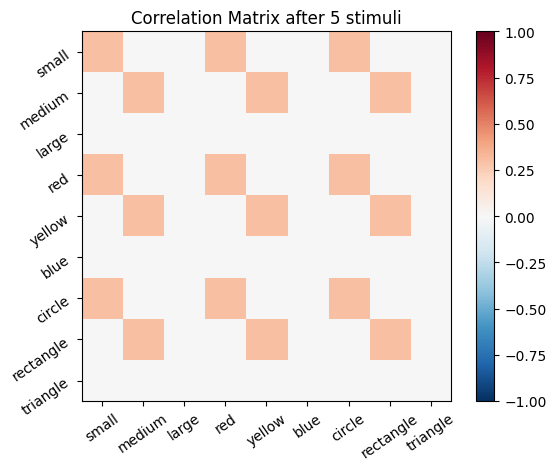 Correlation Matrix after 5 stimuli
small
medium
large
red
yellow
blue
circle
rectangle
triangle
small
medium
large
red
yellow
blue
circle
rectangle
triangle
1.00
0.75
0.50
0.25
0.00
−0.25
−0.50
−0.75
−1.00